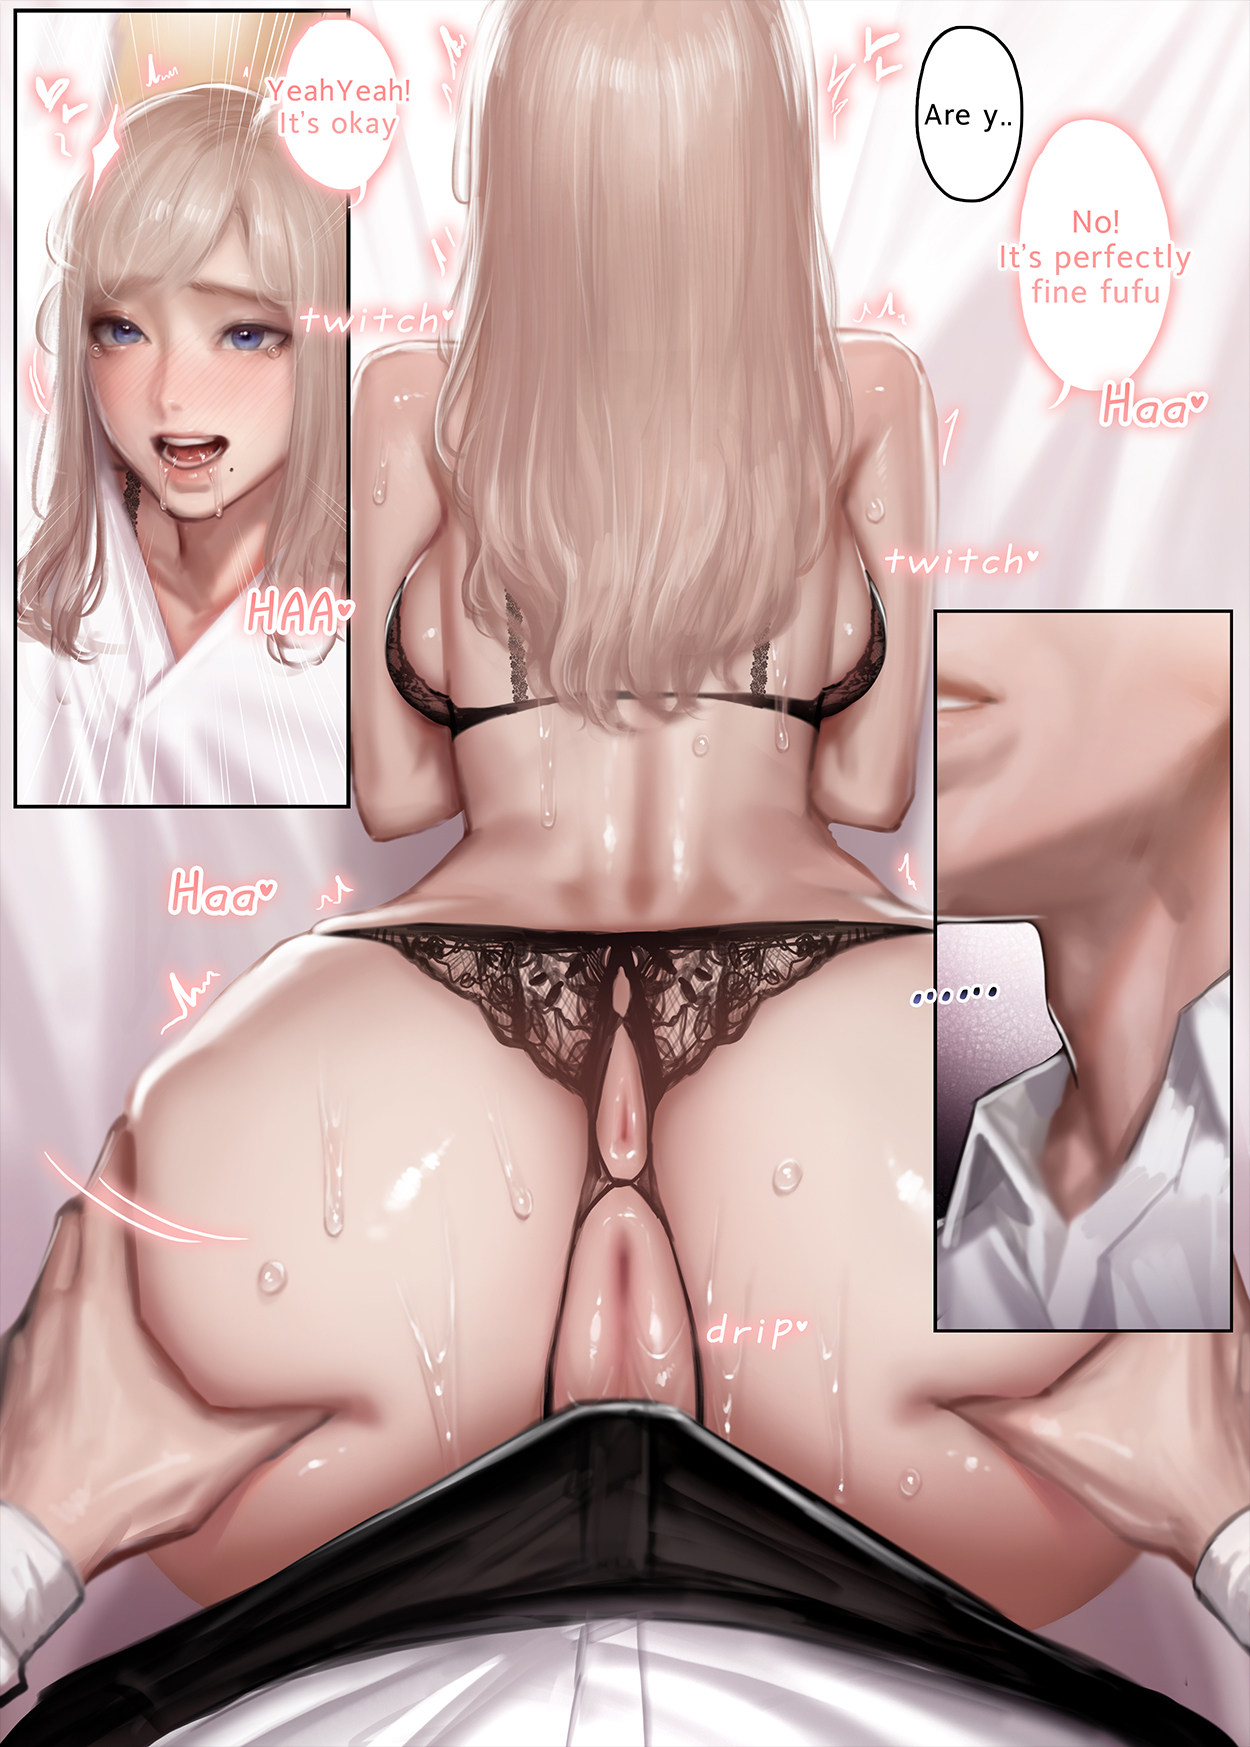 YeahYeah!
It's okay
Are y..
No!
It's perfectly
fine fufu
Haa♥
twitch♥
twitch♥
HAA♥
Haa♥
......
drip♥